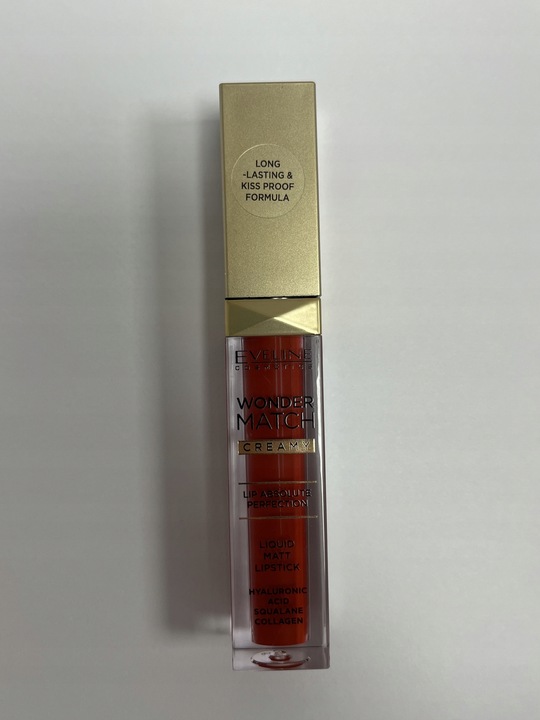 LONG
-LASTING &
KISS PROOF
FORMULA
EVELINE
COSMETICS
WONDER
MATCH
CREAMY
LIP ABSOLUTE
PERFECTION
LIQUID
MATT
LIPSTICK
HYALURONIC
ACID
SQUALANE
COLLAGEN